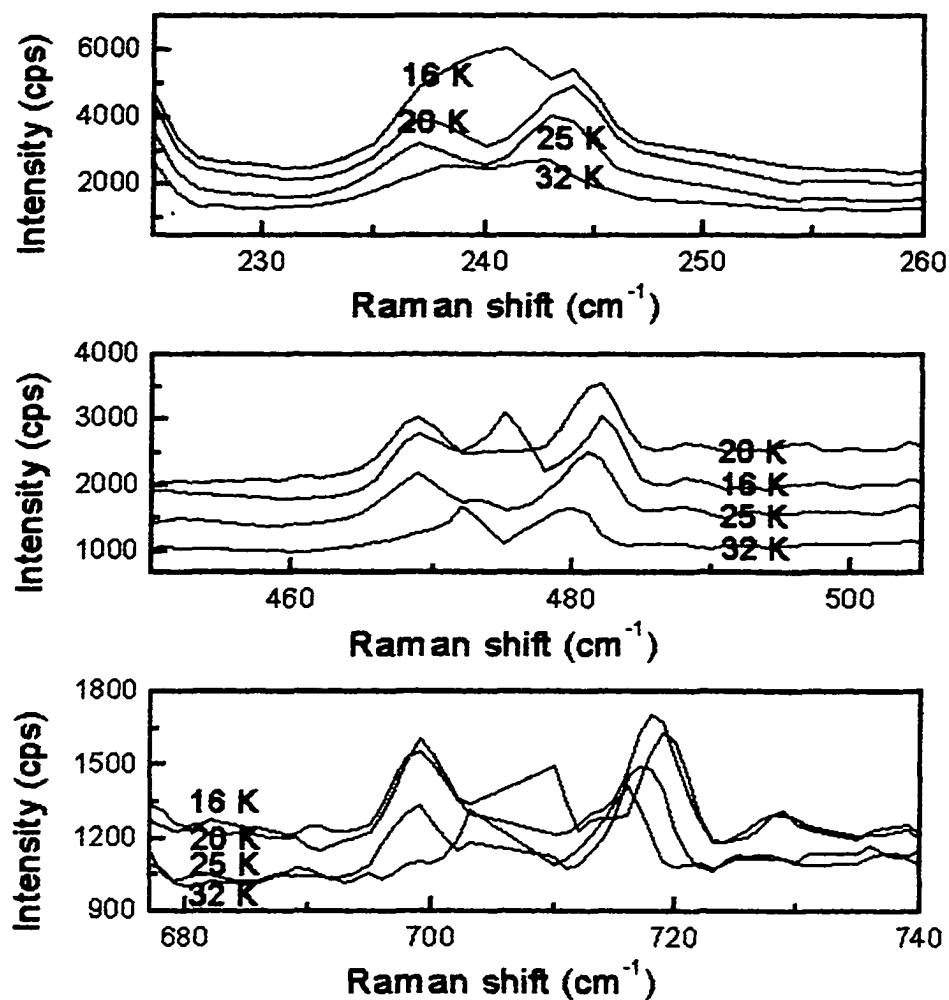 Intensity (cps)
6000
4000
2000
16 K
20 K
25 K
32 K
230
240
250
260
Raman shift (cm⁻¹)
Intensity (cps)
4000
3000
2000
1000
20 K
16 K
25 K
32 K
460
480
500
Raman shift (cm⁻¹)
Intensity (cps)
1800
1500
1200
900
16 K
20 K
25 K
32 K
680
700
720
740
Raman shift (cm⁻¹)